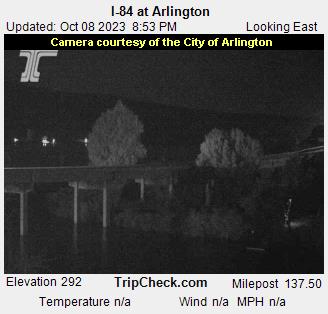 I-84 at Arlington
Updated: Oct 08 2023 8:53 PM Looking East
Camera courtesy of the City of Arlington
Elevation 292 TripCheck.com Milepost 137.50
Temperature n/a Wind n/a MPH n/a